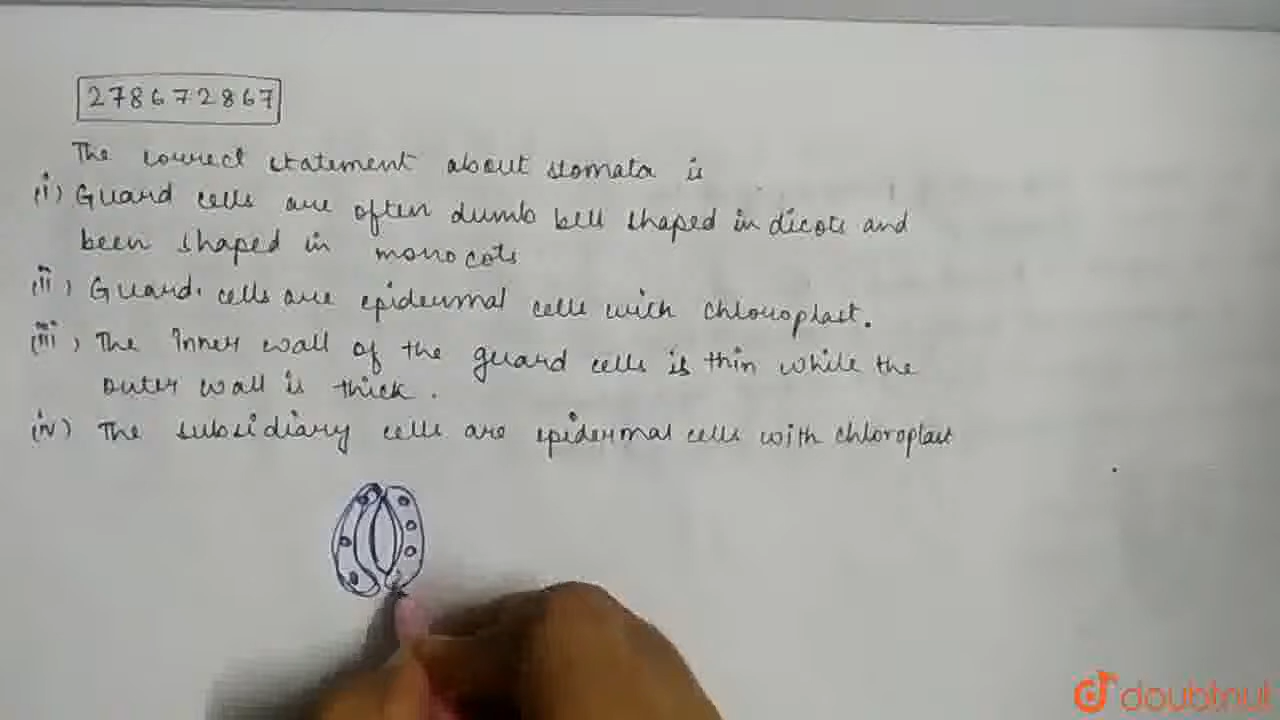 278672867
The correct statement about stomata is
(i) Guard cells are often dumb bell shaped in dicots and
been shaped in monocots
(ii) Guard cells are epidermal cells with chloroplast.
(iii) The inner wall of the guard cells is thin while the
outer wall is thick.
(iv) The subsidiary cells are epidermal cells with chloroplast
doubtnut